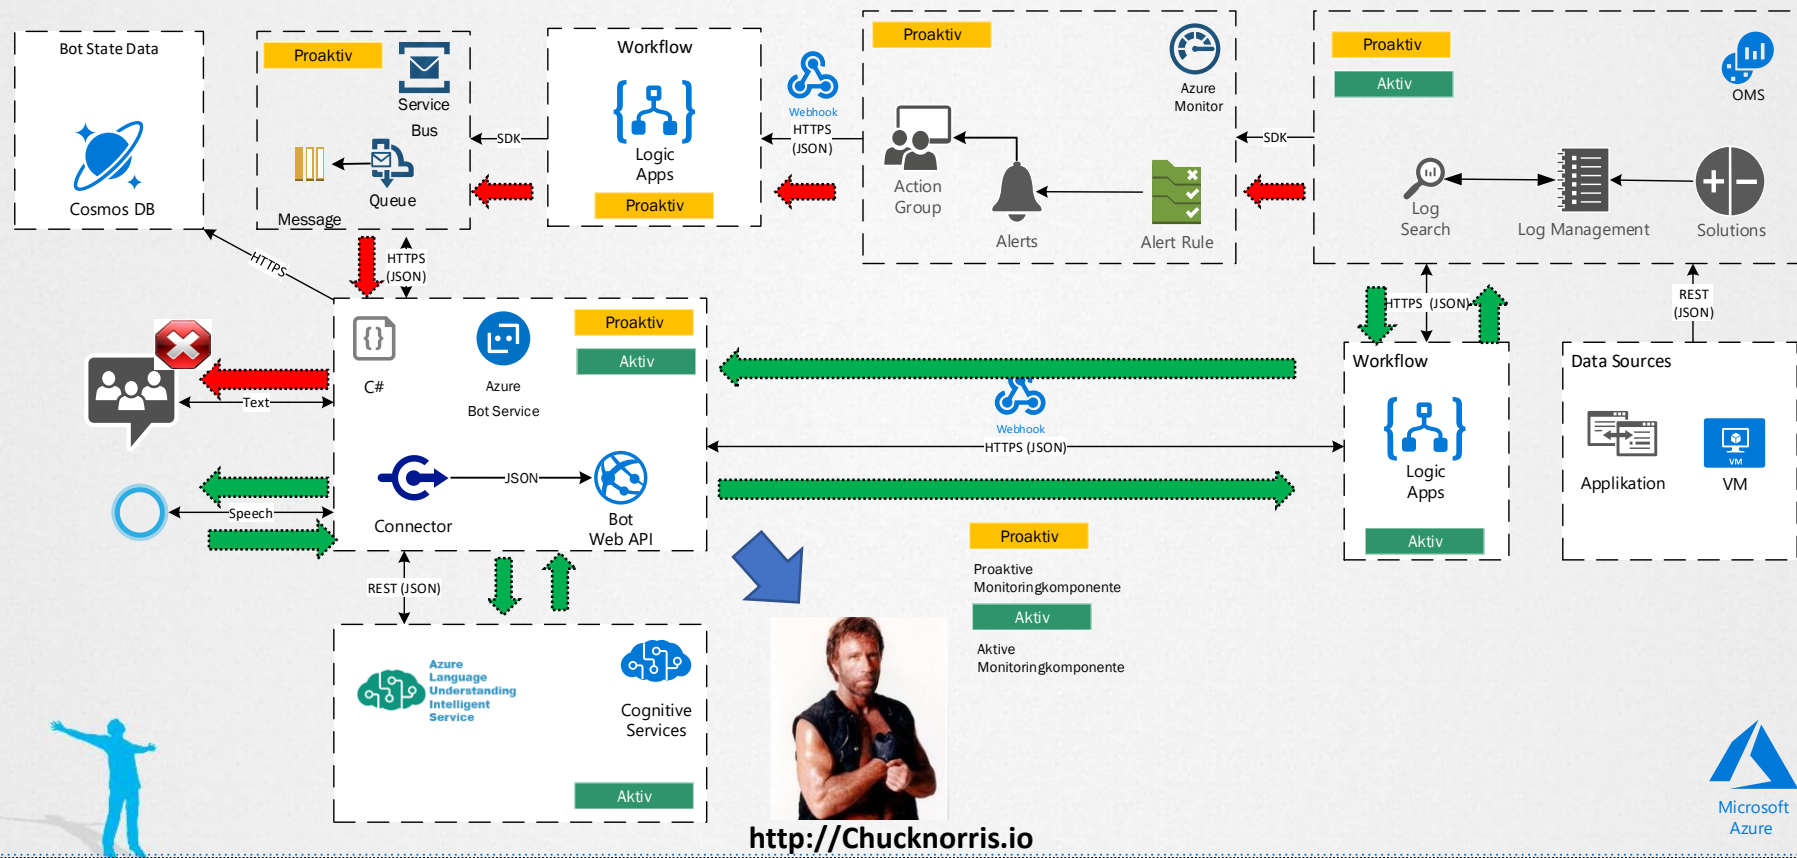 Bot State Data
Cosmos DB
Proaktiv
Service
Bus
Queue
Message
SDK
Workflow
Logic
Apps
Proaktiv
Webhook
HTTPS
(JSON)
Proaktiv
Azure
Monitor
Action
Group
Alerts
Alert Rule
SDK
Proaktiv
Aktiv
OMS
Log
Search
Log Management
Solutions
HTTPS
HTTPS
(JSON)
HTTPS (JSON)
REST
(JSON)
C#
Azure
Bot Service
Proaktiv
Aktiv
Text
Speech
Connector
JSON
Bot
Web API
Webhook
HTTPS (JSON)
Workflow
Logic
Apps
Aktiv
Data Sources
Applikation
VM
VM
REST (JSON)
Proaktiv
Proaktive
Monitoringkomponente
Aktiv
Aktive
Monitoringkomponente
Azure
Language
Understanding
Intelligent
Service
Cognitive
Services
Aktiv
http://Chucknorris.io
Microsoft
Azure